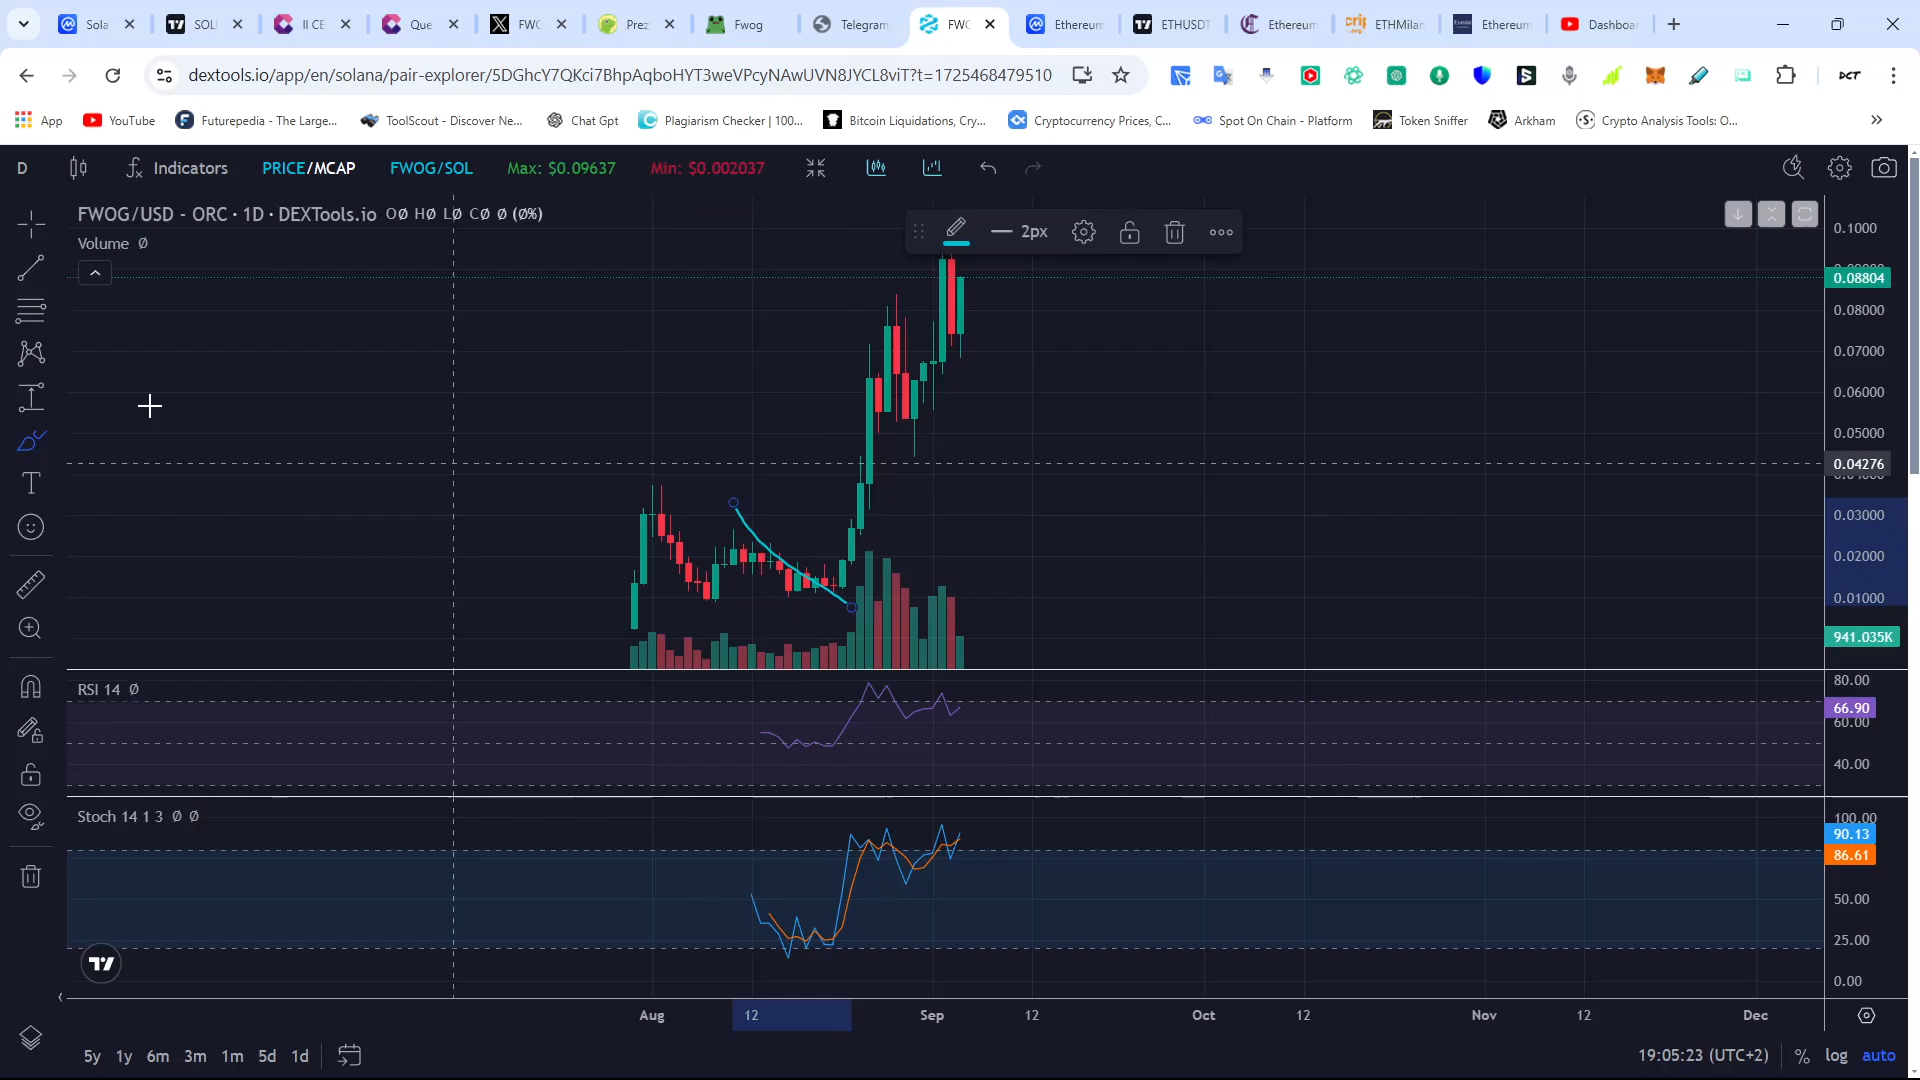 Sola
SOL
Il CE
Que
FWO
Prez
Fwog
Telegram
FWO
Ethereum
ETHUSDT
Ethereum
ETHMilan
Ethereum
Dashboa
dextools.io/app/en/solana/pair-explorer/5DGhcY7QKci7BhpAqboHYT3weVPcyNAwUVN8JYCL8viT?t=1725468479510
App
YouTube
Futurepedia - The Large...
ToolScout - Discover Ne...
Chat Gpt
Plagiarism Checker | 100...
Bitcoin Liquidations, Cry...
Cryptocurrency Prices, C...
Spot On Chain - Platform
Token Sniffer
Arkham
Crypto Analysis Tools: O...
D
Indicators
PRICE/MCAP
FWOG/SOL
Max: $0.09637
Min: $0.002037
FWOG/USD - ORC · 1D · DEXTools.io O∅ H∅ L∅ C∅ ∅ (0%)
Volume ∅
2px
0.1000
0.08804
0.08000
0.07000
0.06000
0.05000
0.04276
0.03000
0.02000
0.01000
941.035K
RSI 14 ∅
80.00
66.90
60.00
40.00
Stoch 14 1 3 ∅ ∅
100.00
90.13
86.61
50.00
25.00
0.00
Aug
12
Sep
12
Oct
12
Nov
12
Dec
5y 1y 6m 3m 1m 5d 1d
19:05:23 (UTC+2)
%
log
auto